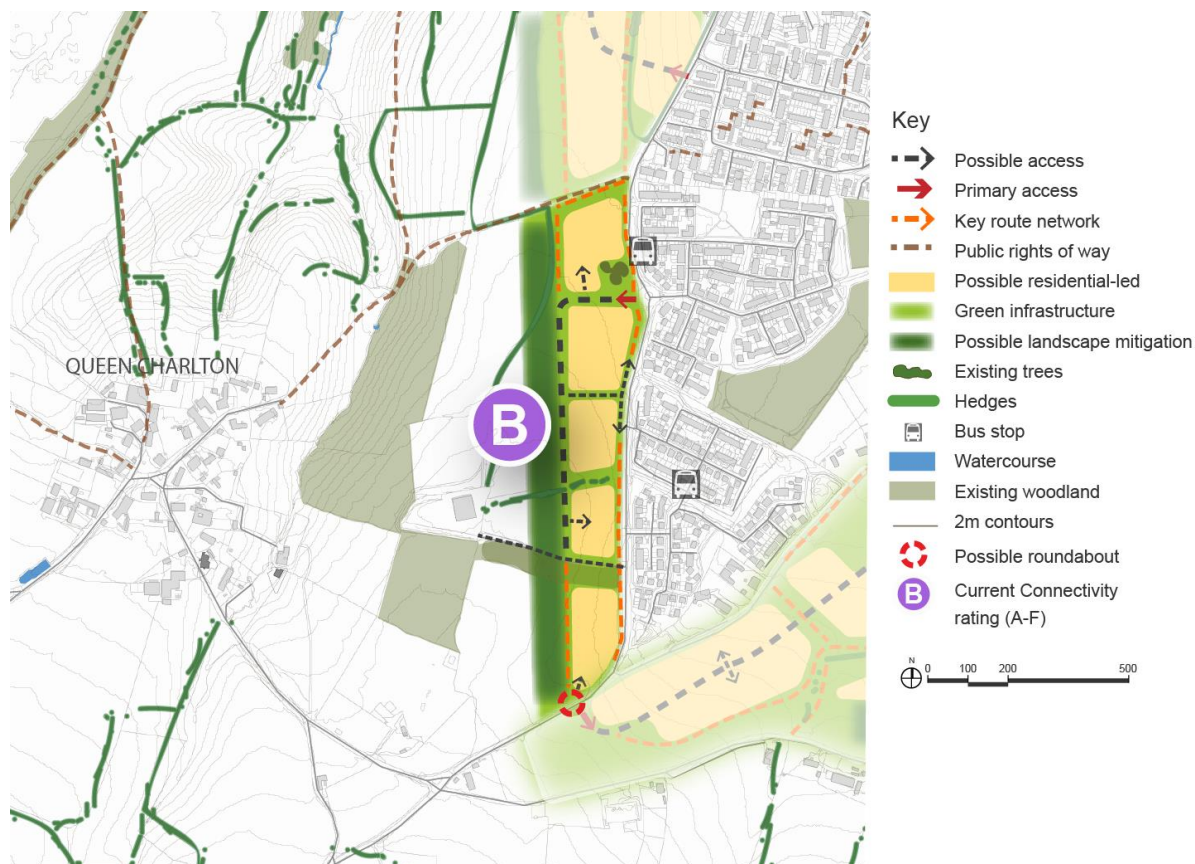 QUEEN CHARLTON
B
Key
Possible access
Primary access
Key route network
Public rights of way
Possible residential-led
Green infrastructure
Possible landscape mitigation
Existing trees
Hedges
Bus stop
Watercourse
Existing woodland
2m contours
Possible roundabout
B
Current Connectivity
rating (A-F)
N
0 100 200 500